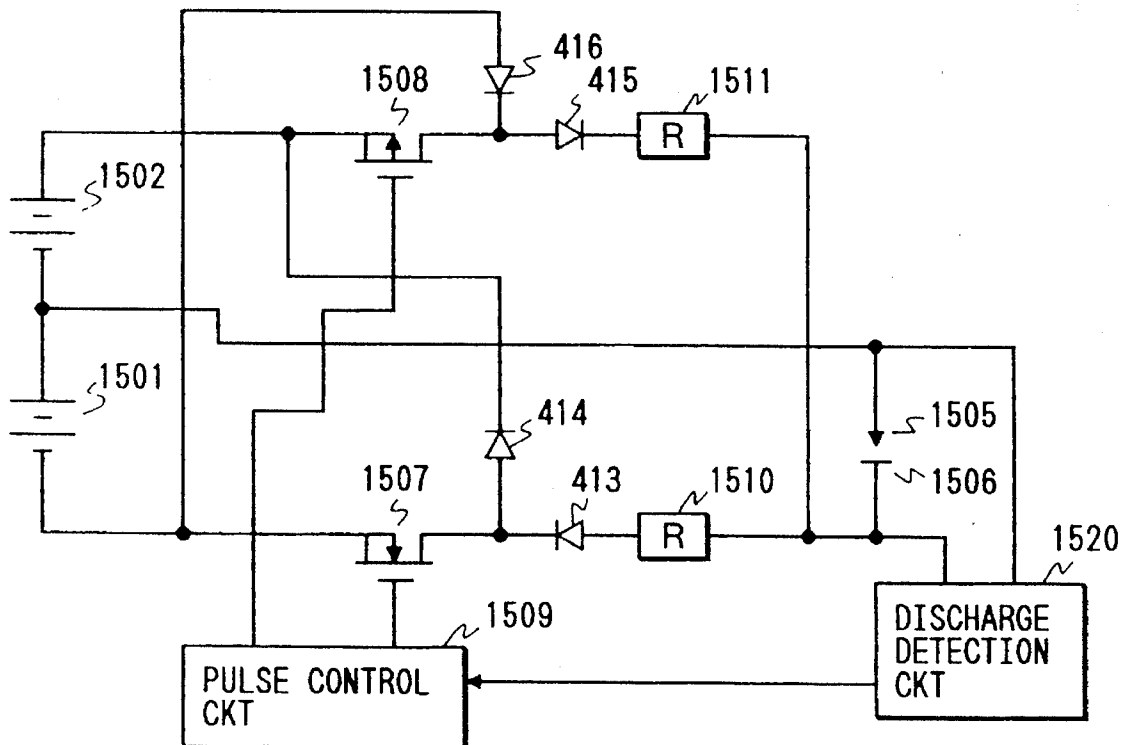 416
1508
415
1511
R
1502
1501
414
1505
1506
1507
413
1510
R
1520
1509
DISCHARGE
DETECTION
CKT
PULSE CONTROL
CKT